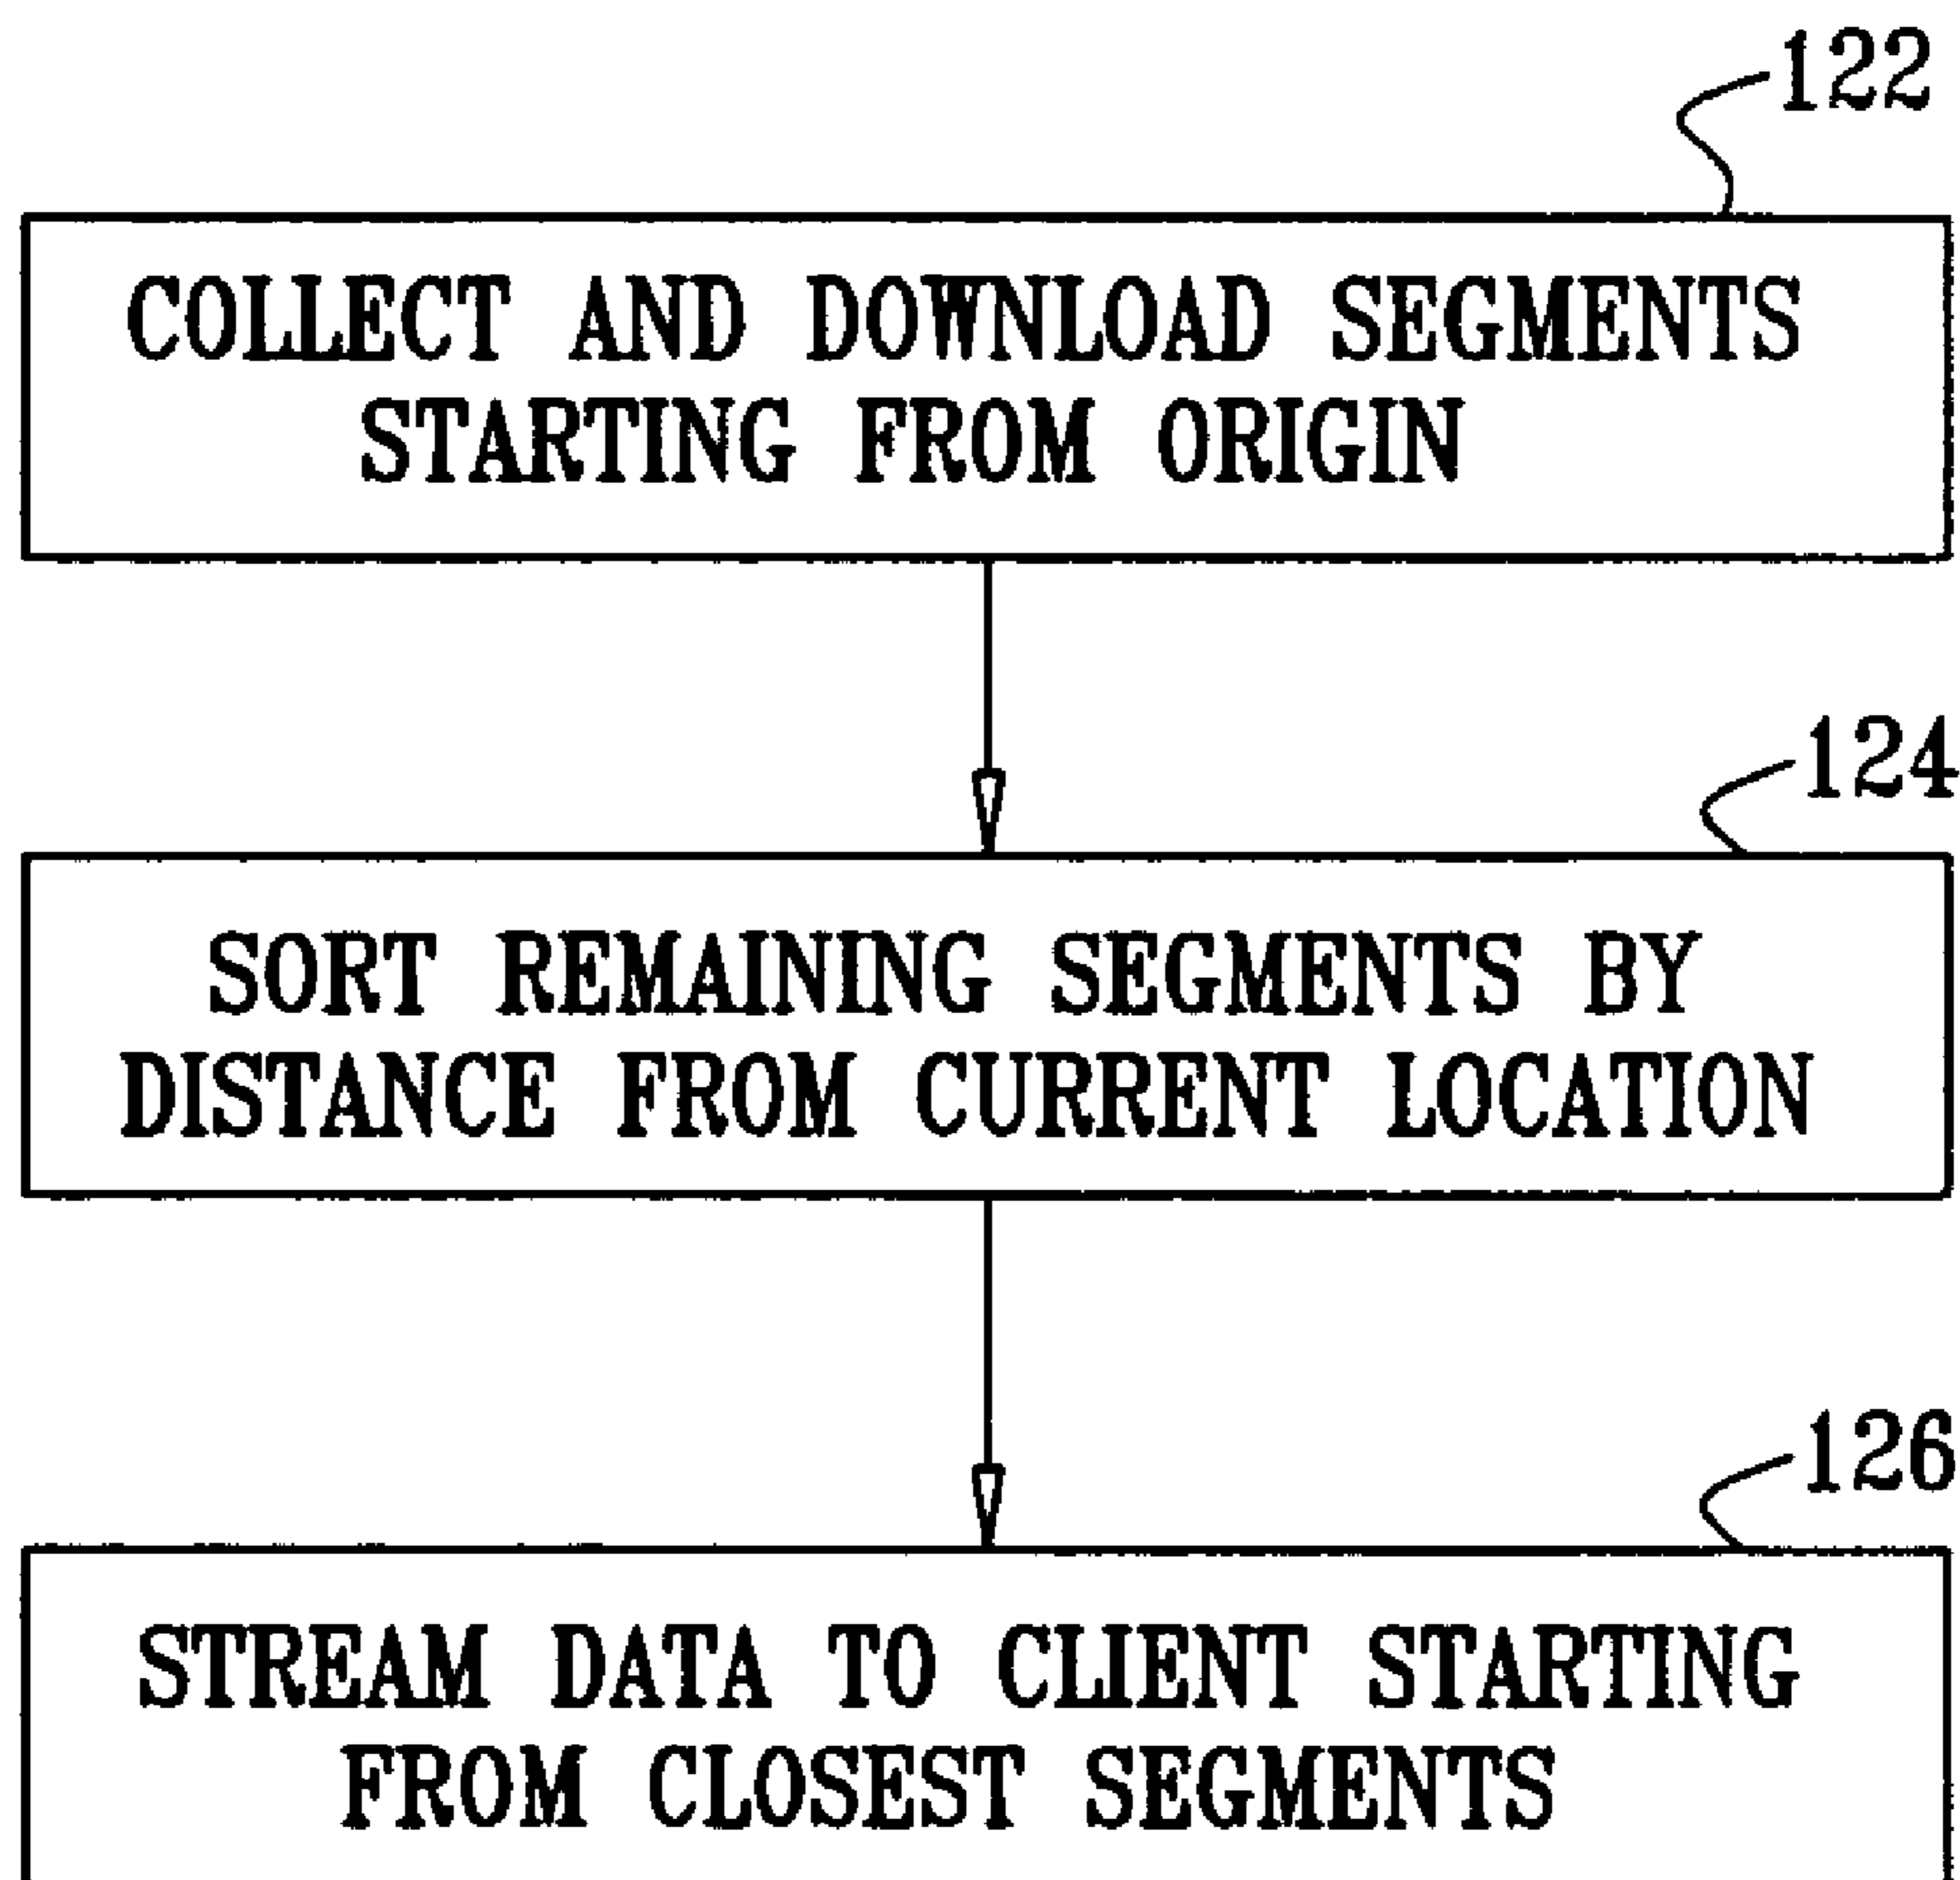 122
COLLECT AND DOWNLOAD SEGMENTS
STARTING FROM ORIGIN
124
SORT REMAINING SEGMENTS BY
DISTANCE FROM CURRENT LOCATION
126
STREAM DATA TO CLIENT STARTING
FROM CLOSEST SEGMENTS